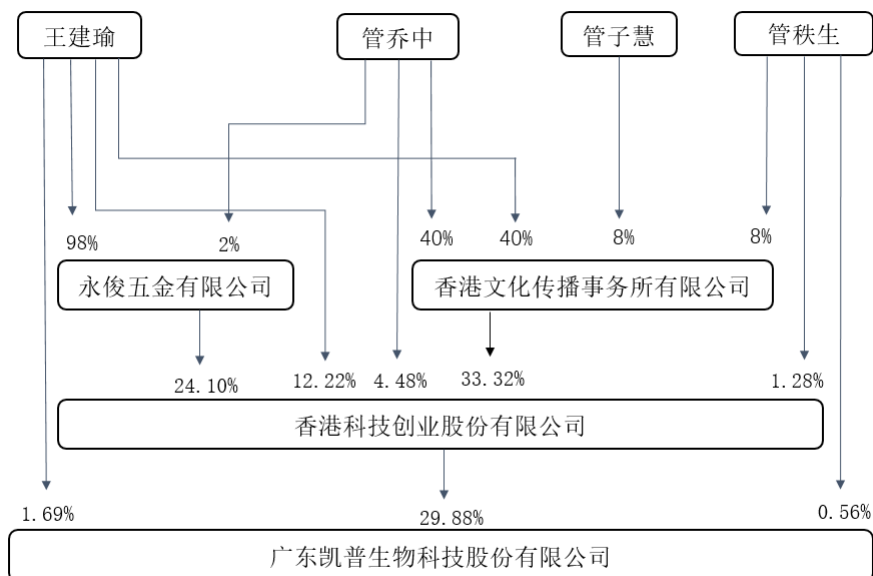 王建瑜
管乔中
管子慧
管秩生
98%
2%
40%
40%
8%
8%
永俊五金有限公司
香港文化传播事务所有限公司
24.10%
12.22%
4.48%
33.32%
1.28%
香港科技创业股份有限公司
1.69%
29.88%
0.56%
广东凯普生物科技股份有限公司